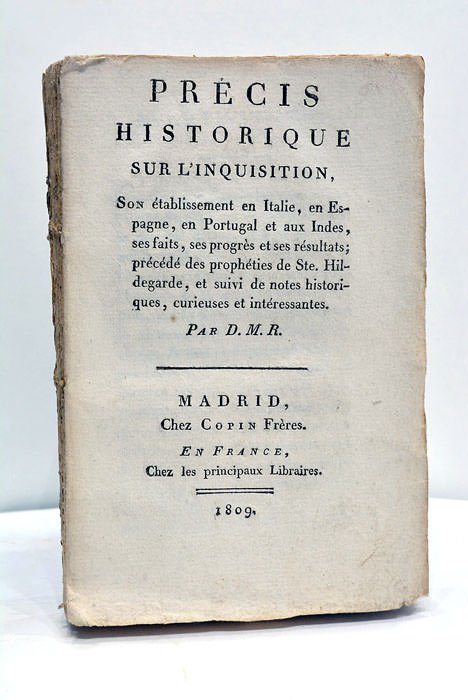 PRÉCIS
HISTORIQUE
SUR L'INQUISITION,
SON établissement en Italie, en Es-
pagne, en Portugal et aux Indes,
ses faits, ses progrès et ses résultats;
précédé des prophéties de Ste. Hil-
degarde, et suivi de notes histori-
ques, curieuses et intéressantes.
PAR D. M. R.
MADRID,
Chez COPIN Frères.
EN FRANCE,
Chez les principaux Libraires.
1809.